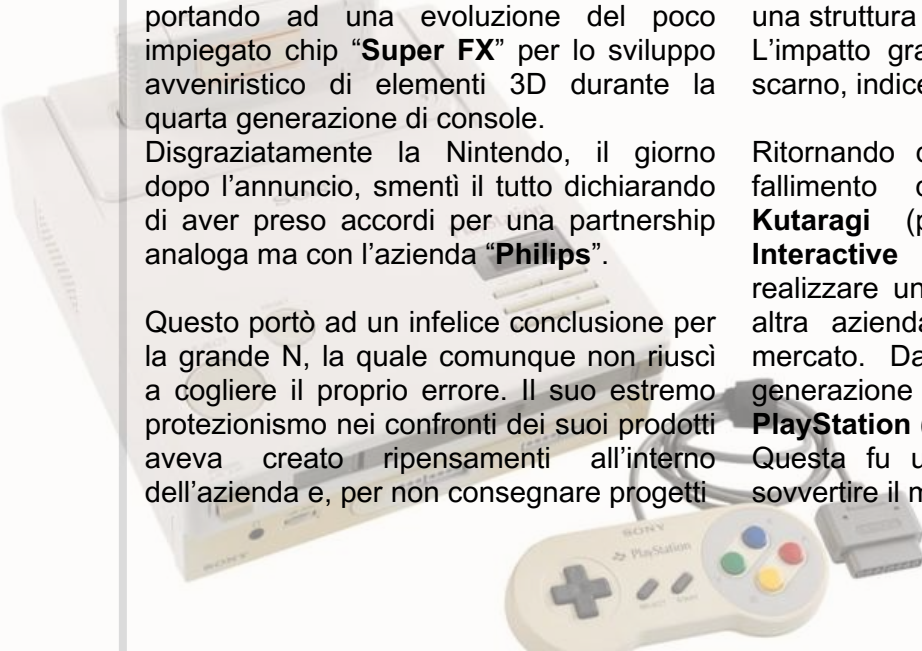 portando ad una evoluzione del poco
impiegato chip “Super FX” per lo sviluppo
avveniristico di elementi 3D durante la
quarta generazione di console.
Disgraziatamente la Nintendo, il giorno
dopo l’annuncio, smentì il tutto dichiarando
di aver preso accordi per una partnership
analoga ma con l’azienda “Philips”.
Questo portò ad un infelice conclusione per
la grande N, la quale comunque non riuscì
a cogliere il proprio errore. Il suo estremo
protezionismo nei confronti dei suoi prodotti
aveva creato ripensamenti all’interno
dell’azienda e, per non consegnare progetti
una struttura
L’impatto
scarno,
Ritornando
fallimento
Kutaragi
Interactive
realizzare
altra
mercato.
generazione
PlayStation
Questa fu
sovvertire il
SONY
SONY
PlayStation
SELECT